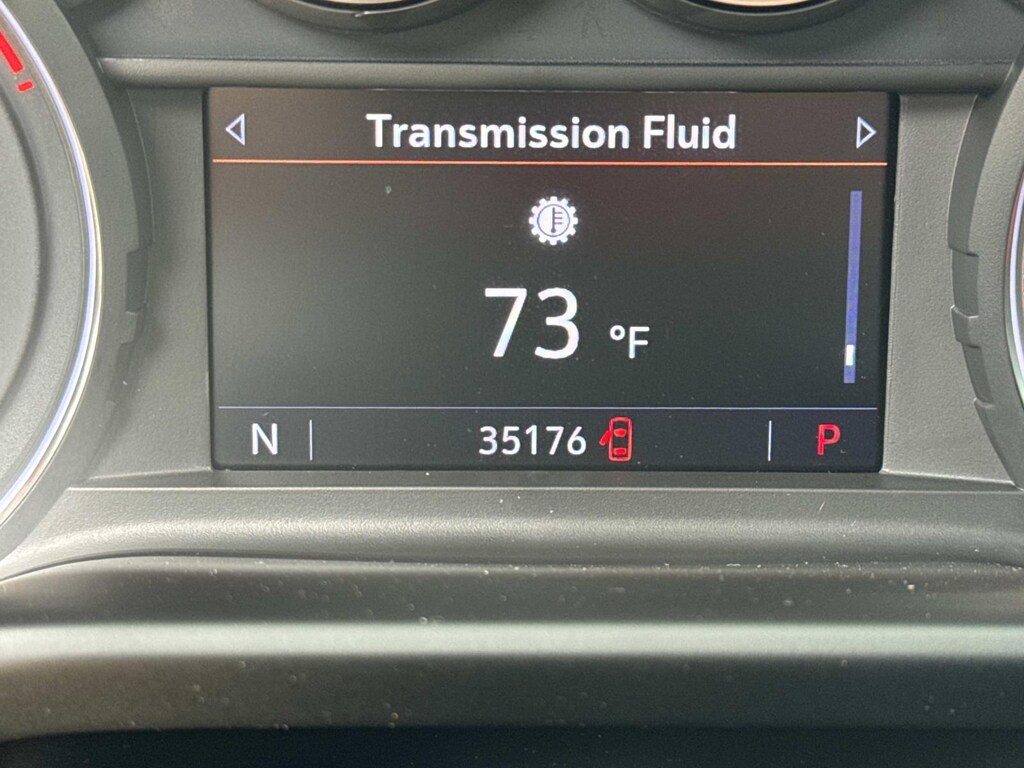 Transmission Fluid
73 °F
N 35176 P